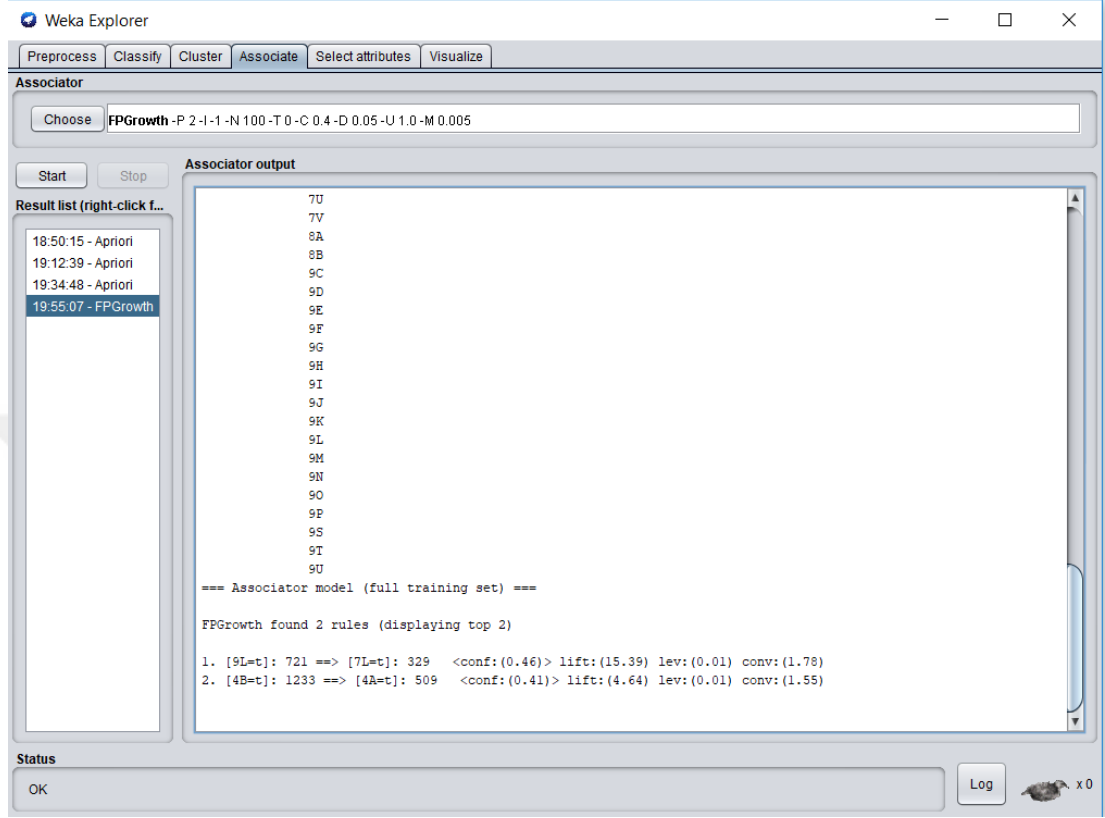 Weka Explorer
Preprocess Classify Cluster Associate Select attributes Visualize
Associator
Choose FPGrowth -P 2 -I -1 -N 100 -T 0 -C 0.4 -D 0.05 -U 1.0 -M 0.005
Start Stop
Result list (right-click f...
18:50:15 - Apriori
19:12:39 - Apriori
19:34:48 - Apriori
19:55:07 - FPGrowth
Associator output
7U
7V
8A
8B
9C
9D
9E
9F
9G
9H
9I
9J
9K
9L
9M
9N
9O
9P
9S
9T
9U
=== Associator model (full training set) ===
FPGrowth found 2 rules (displaying top 2)
1. [9L=t]: 721 ==> [7L=t]: 329 <conf:(0.46)> lift:(15.39) lev:(0.01) conv:(1.78)
2. [4B=t]: 1233 ==> [4A=t]: 509 <conf:(0.41)> lift:(4.64) lev:(0.01) conv:(1.55)
Status
OK
Log
x 0